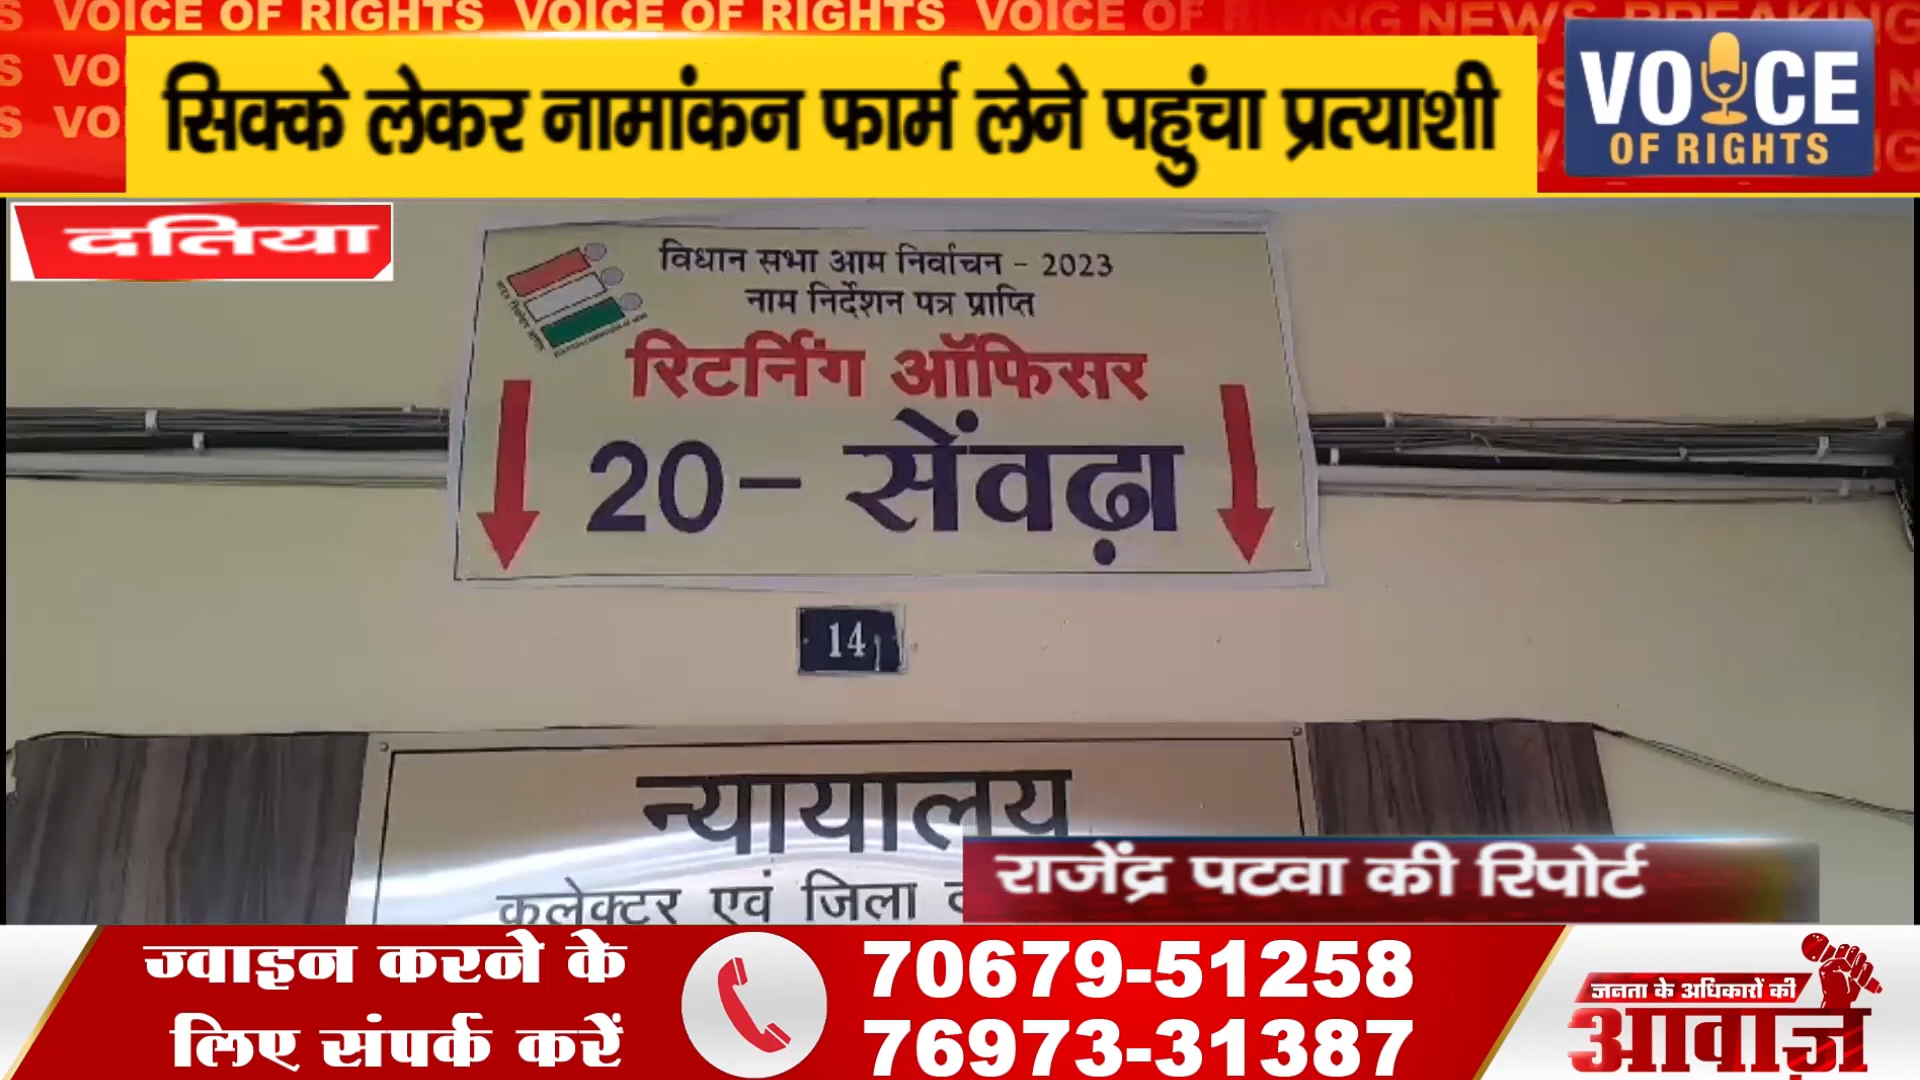 VOICE OF RIGHTS VOICE OF RIGHTS VOICE OF
सिक्के लेकर नामांकन फार्म लेने पहुंचा प्रत्याशी
VOICE
OF RIGHTS
दतिया
विधान सभा आम निर्वाचन - 2023
नाम निर्देशन पत्र प्राप्ति
रिटर्निंग ऑफिसर
20- सेंवढ़ा
14
न्यायालय
कलेक्टर एवं जिला
राजेंद्र पटवा की रिपोर्ट
ज्वाइन करने के
लिए संपर्क करें
70679-51258
76973-31387
जनता के अधिकारों की
आवाज़